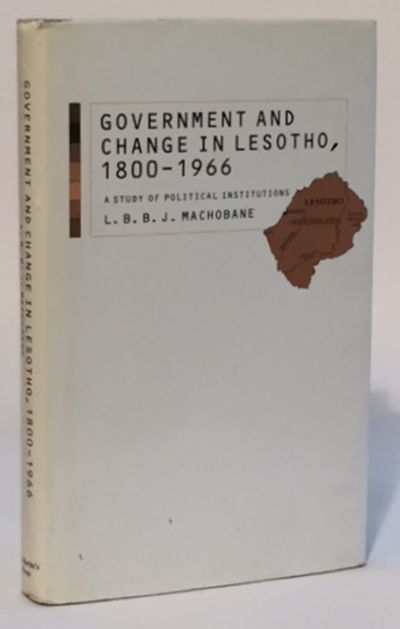 GOVERNMENT AND
CHANGE IN LESOTHO,
1800-1966
A STUDY OF POLITICAL INSTITUTIONS
L. B. B. J. MACHOBANE
LESOTHO
GOVERNMENT AND CHANGE IN LESOTHO, 1800-1966